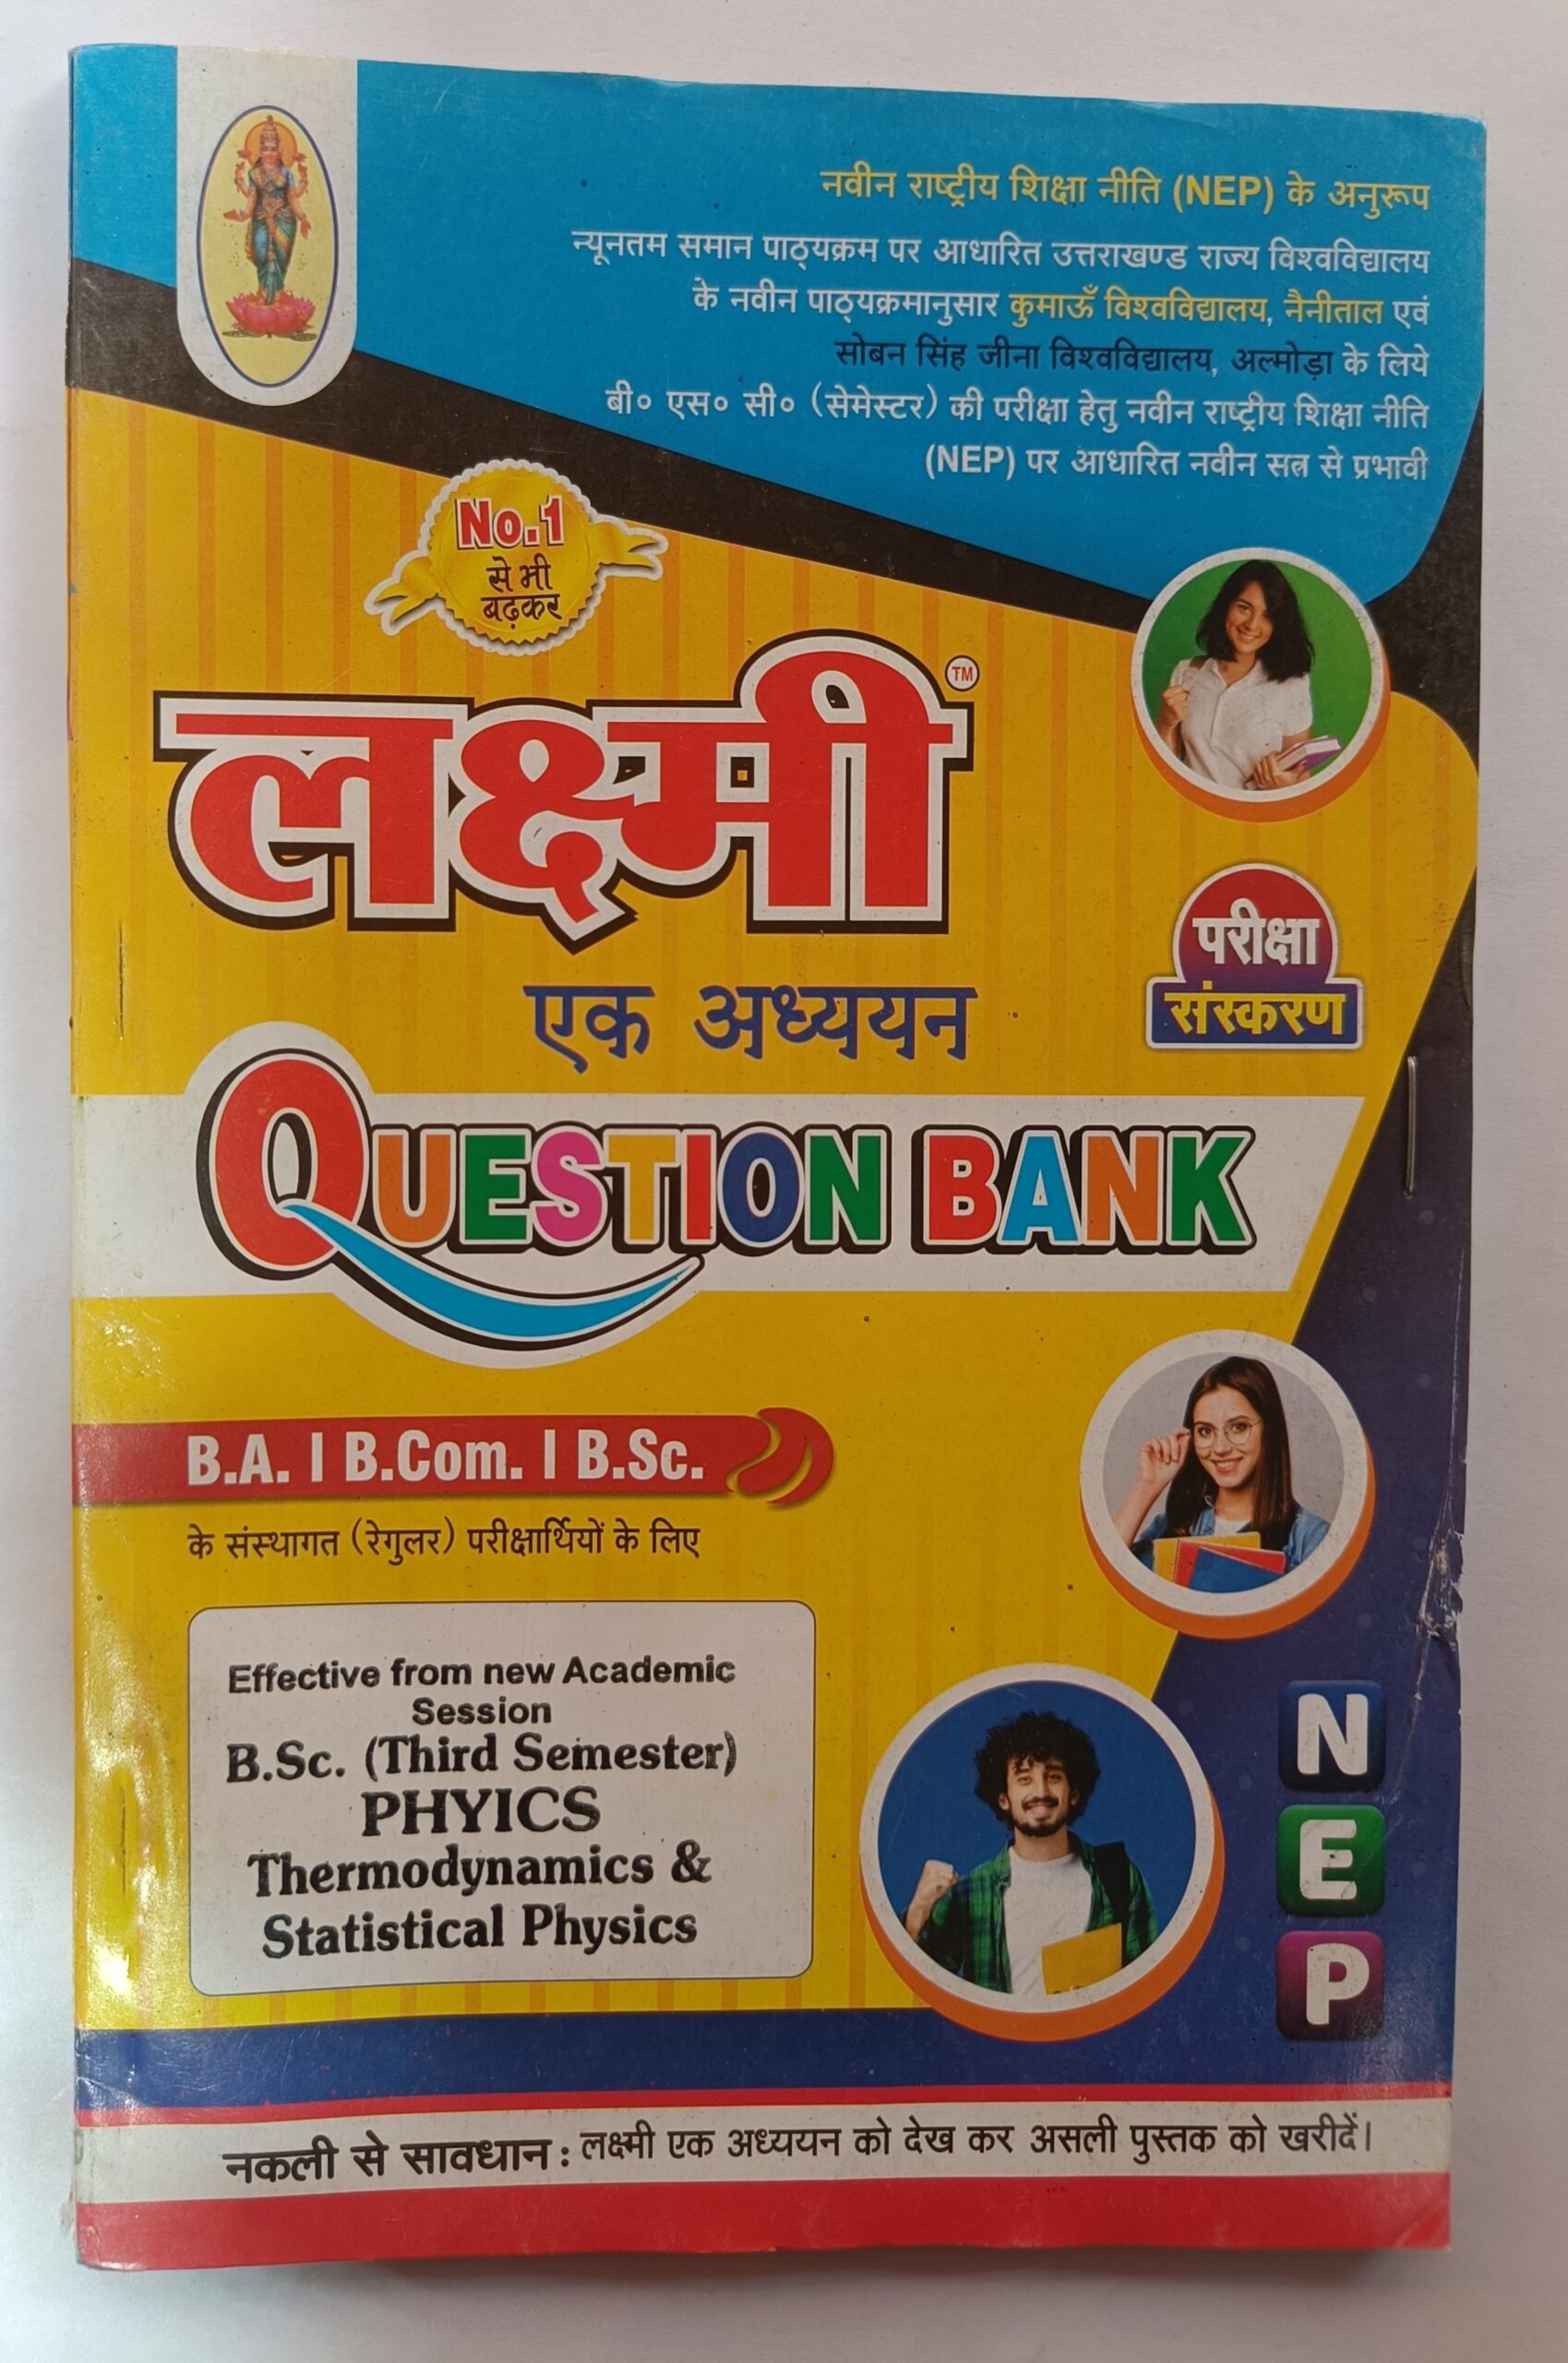 नवीन राष्ट्रीय शिक्षा नीति (NEP) के अनुरूप
न्यूनतम समान पाठ्यक्रम पर आधारित उत्तराखण्ड राज्य विश्वविद्यालय
के नवीन पाठ्यक्रमानुसार कुमाऊँ विश्वविद्यालय, नैनीताल एवं
सोबन सिंह जीना विश्वविद्यालय, अल्मोड़ा के लिये
बी० एस० सी० (सेमेस्टर) की परीक्षा हेतु नवीन राष्ट्रीय शिक्षा नीति
(NEP) पर आधारित नवीन सत्र से प्रभावी
No.1
से भी
बढ़कर
लक्ष्मी TM
परीक्षा
संस्करण
एक अध्ययन
QUESTION BANK
B.A. | B.Com. | B.Sc.
के संस्थागत (रेगुलर) परीक्षार्थियों के लिए
Effective from new Academic
Session
B.Sc. (Third Semester)
PHYICS
Thermodynamics &
Statistical Physics
N
E
P
नकली से सावधान : लक्ष्मी एक अध्ययन को देख कर असली पुस्तक को खरीदें।